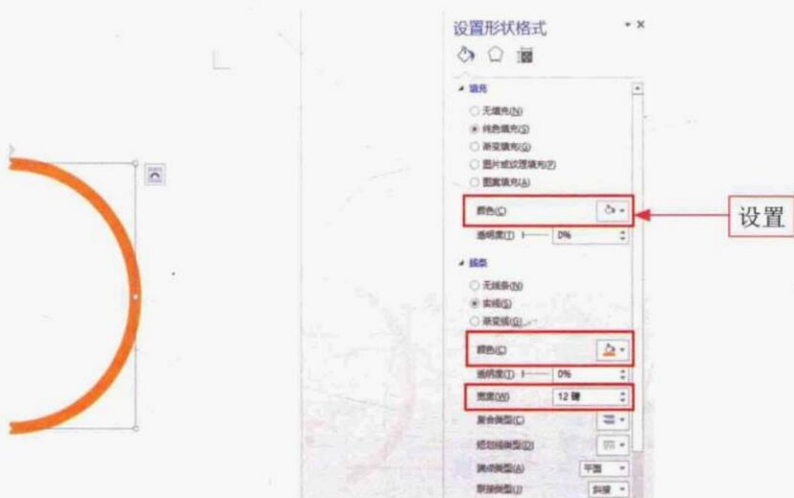 设置形状格式
填充
无填充(N)
纯色填充(S)
渐变填充(G)
图片或纹理填充(P)
图案填充(A)
颜色(C)
设置
透明度(T) 0%
线条
无线条(N)
实线(S)
渐变线(G)
颜色(C)
透明度(T) 0%
宽度(W) 12 磅
复合类型(C)
短划线类型(D)
端点类型(A) 平面
联接类型(J) 斜接